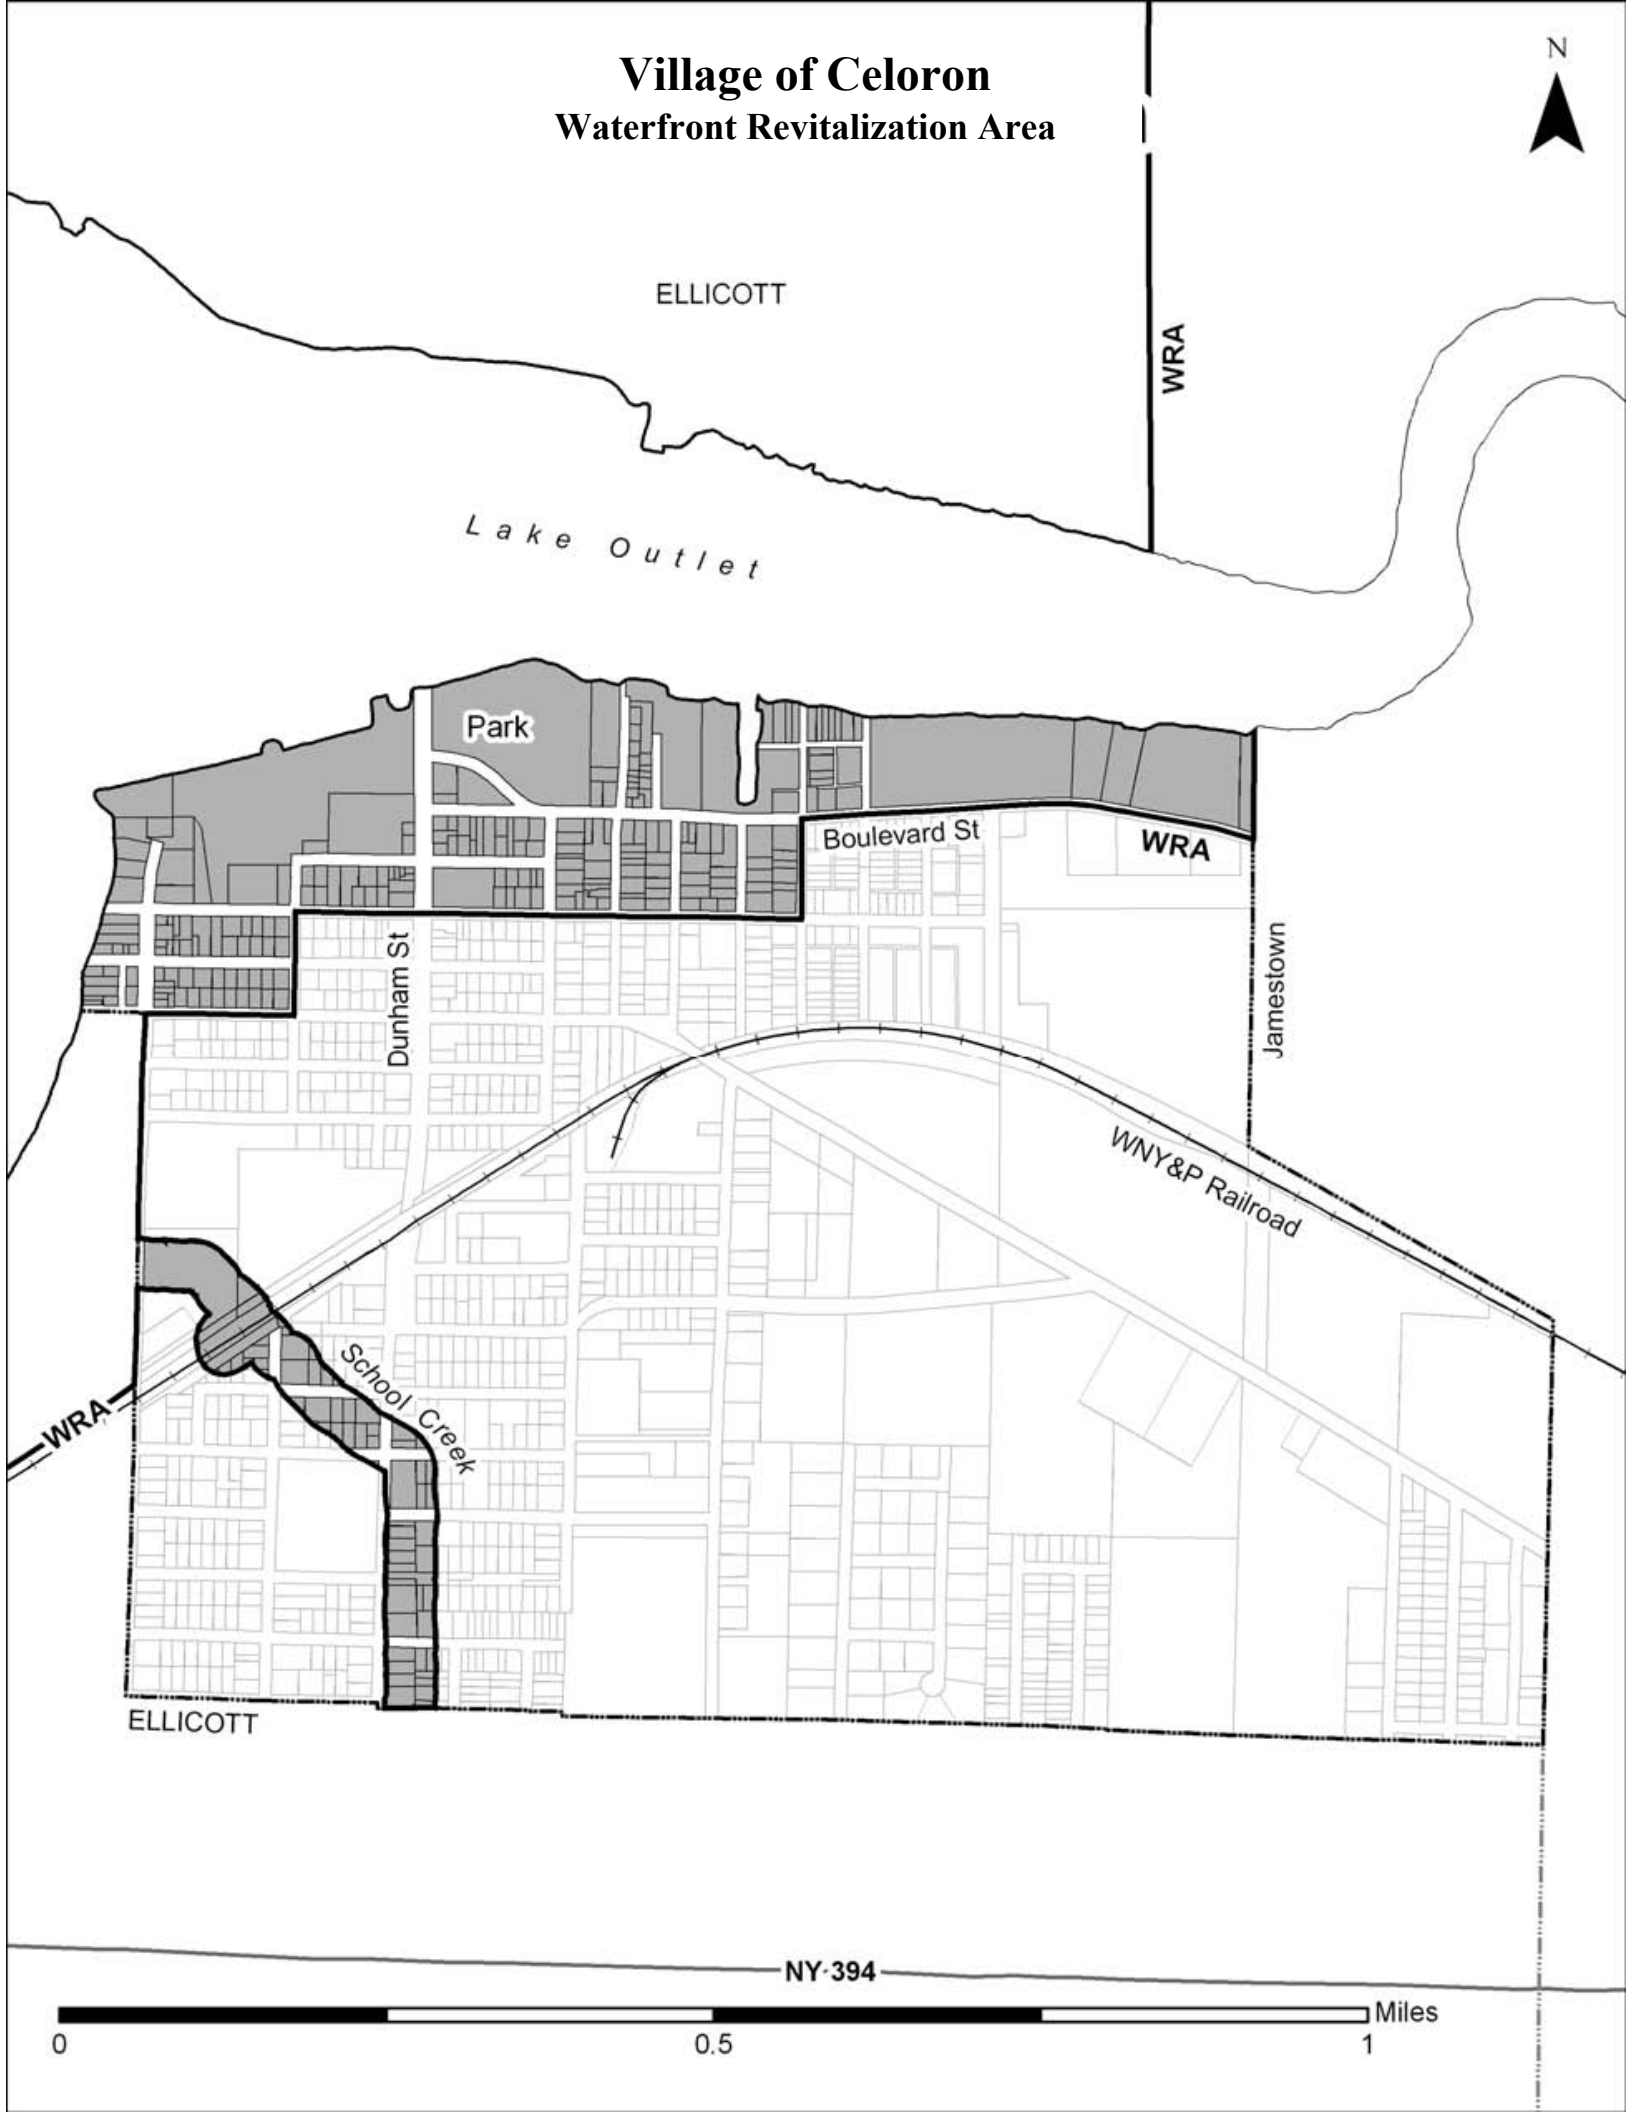 Village of Celoron
Waterfront Revitalization Area
N
ELLICOTT
WRA
Lake Outlet
Park
Boulevard St
WRA
Dunham St
Jamestown
WNY&P Railroad
School Creek
WRA
ELLICOTT
NY-394
Miles
0
0.5
1